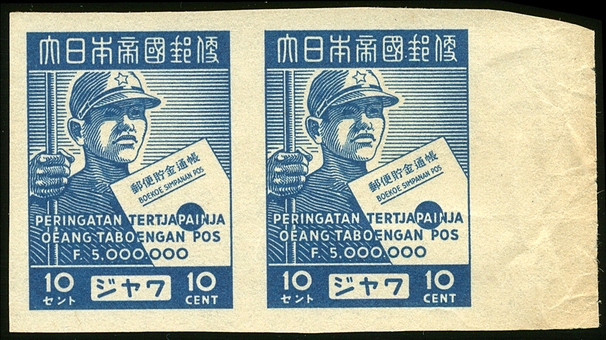 大日本帝國郵便
郵便貯金通帳
BOEKOE SIMPANAN POS
PERINGATAN TERTJAPAINJA
OEANG TABOENGAN POS
F. 5.000.000
10 ジャワ 10
セント CENT
大日本帝國郵便
郵便貯金通帳
BOEKOE SIMPANAN POS
PERINGATAN TERTJAPAINJA
OEANG TABOENGAN POS
F. 5.000.000
10 ジャワ 10
セント CENT